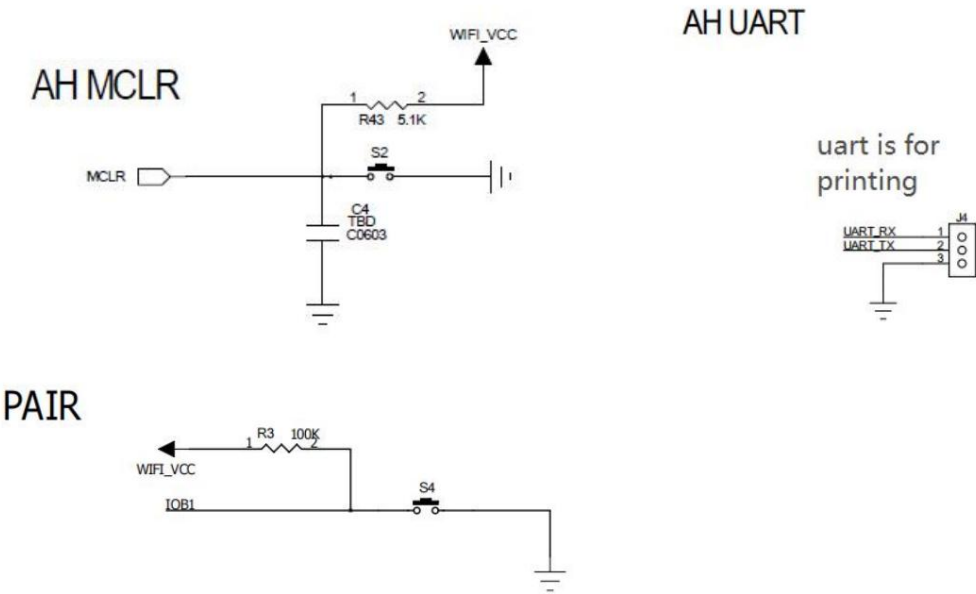 AH UART
WIFI_VCC
AH MCLR
1 2
R43 5.1K
S2
MCLR
C4
TBD
C0603
uart is for
printing
J4
UART_RX 1
UART_TX 2
3
PAIR
R3 100K
1 2
WIFI_VCC
S4
IOB1